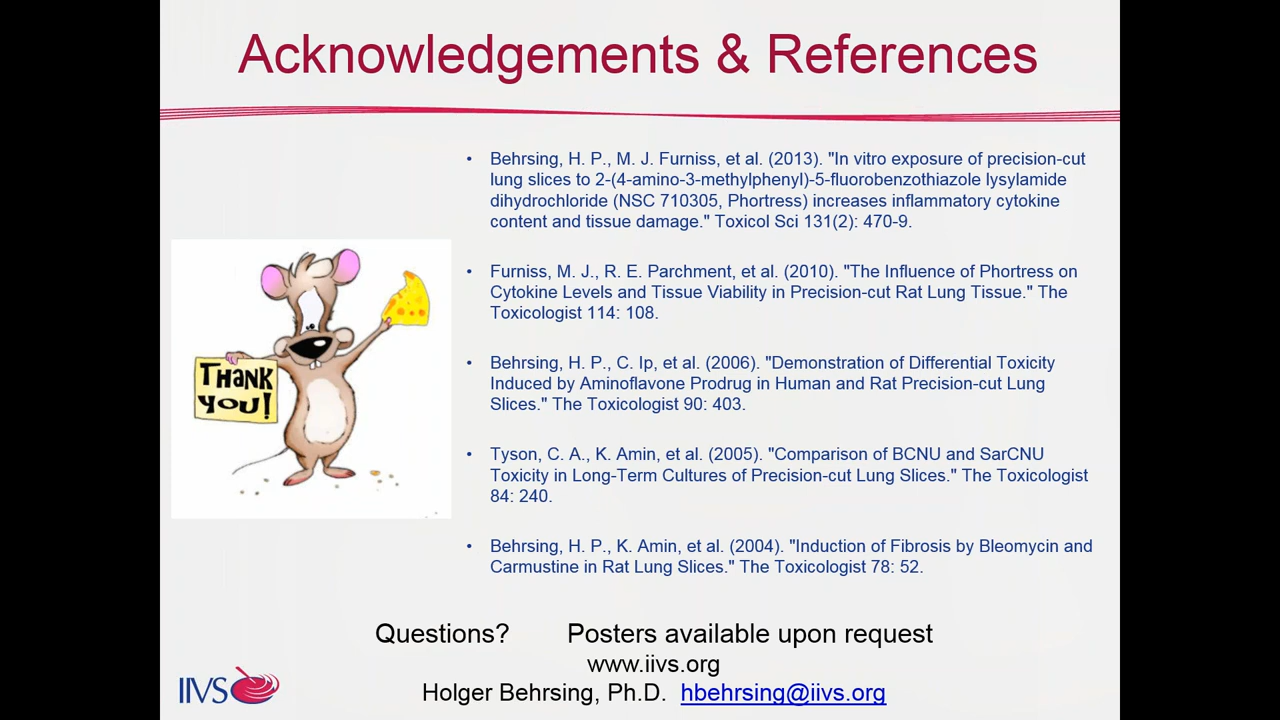 Acknowledgements & References
• Behrsing, H. P., M. J. Furniss, et al. (2013). "In vitro exposure of precision-cut
lung slices to 2-(4-amino-3-methylphenyl)-5-fluorobenzothiazole lysylamide
dihydrochloride (NSC 710305, Phortress) increases inflammatory cytokine
content and tissue damage." Toxicol Sci 131(2): 470-9.
• Furniss, M. J., R. E. Parchment, et al. (2010). "The Influence of Phortress on
Cytokine Levels and Tissue Viability in Precision-cut Rat Lung Tissue." The
Toxicologist 114: 108.
• Behrsing, H. P., C. Ip, et al. (2006). "Demonstration of Differential Toxicity
Induced by Aminoflavone Prodrug in Human and Rat Precision-cut Lung
Slices." The Toxicologist 90: 403.
• Tyson, C. A., K. Amin, et al. (2005). "Comparison of BCNU and SarCNU
Toxicity in Long-Term Cultures of Precision-cut Lung Slices." The Toxicologist
84: 240.
• Behrsing, H. P., K. Amin, et al. (2004). "Induction of Fibrosis by Bleomycin and
Carmustine in Rat Lung Slices." The Toxicologist 78: 52.
THANK
YOU!
Questions? Posters available upon request
www.iivs.org
Holger Behrsing, Ph.D. hbehrsing@iivs.org
IIVS